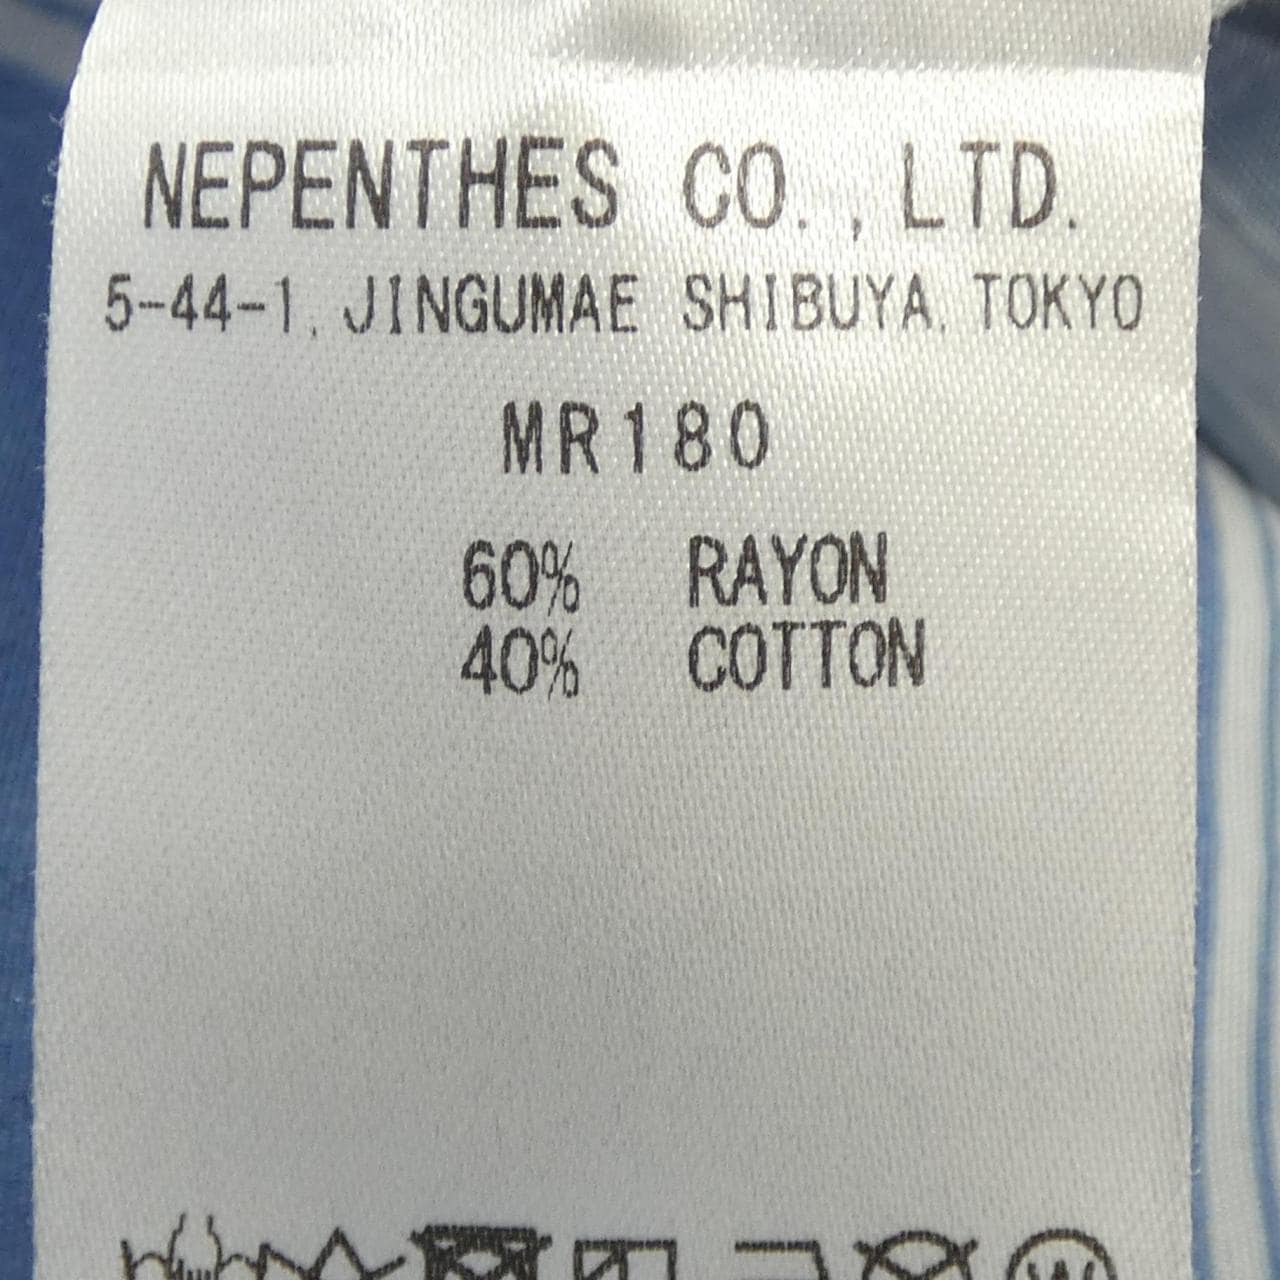 NEPENTHES CO.,LTD.
5-44-1, JINGUMAE SHIBUYA, TOKYO
MR180
60% RAYON
40% COTTON
W